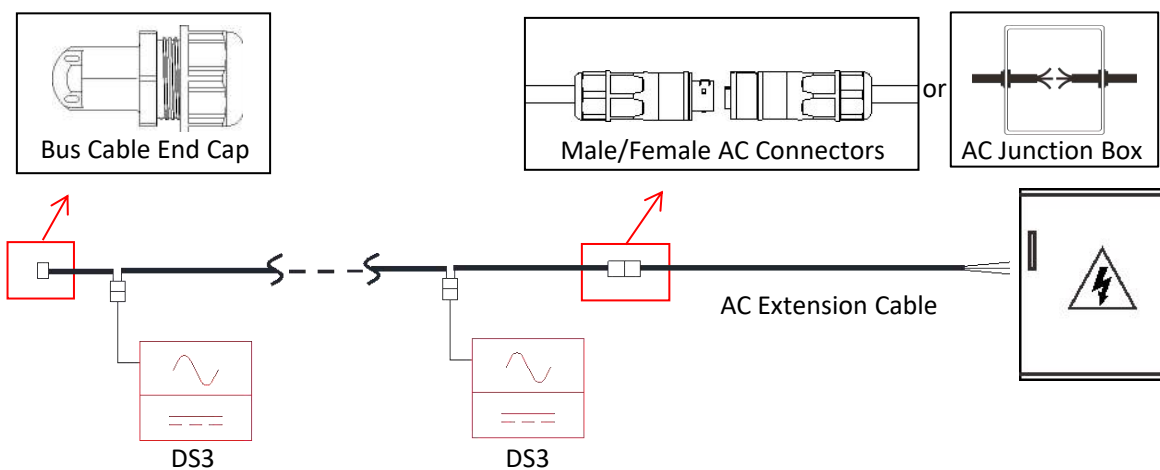 Bus Cable End Cap
Male/Female AC Connectors
or
AC Junction Box
AC Extension Cable
DS3
DS3